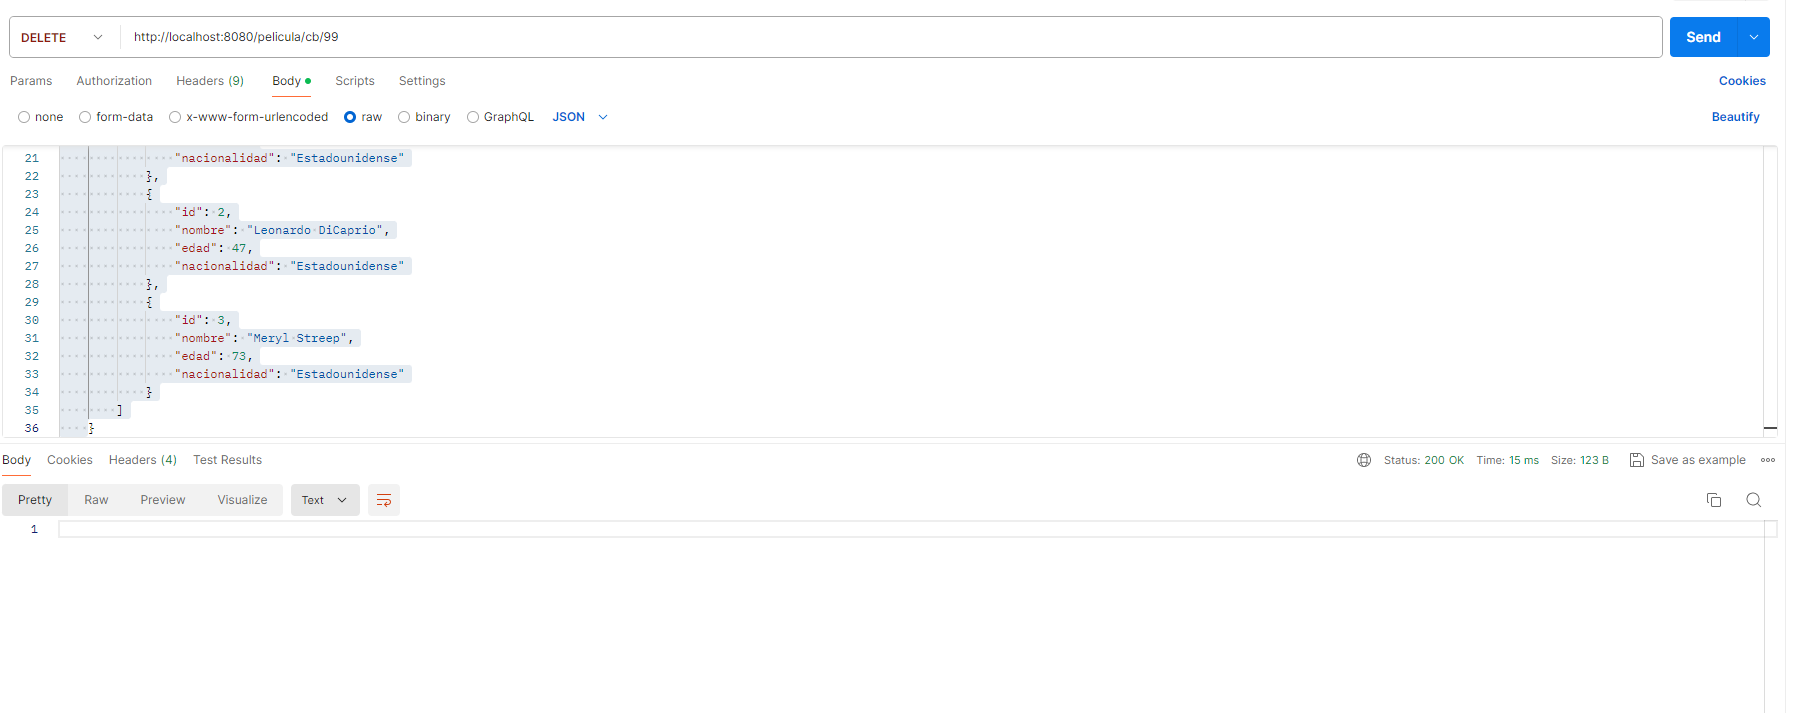 DELETE http://localhost:8080/pelicula/cb/99 Send
Params Authorization Headers (9) Body Scripts Settings Cookies
none form-data x-www-form-urlencoded raw binary GraphQL JSON Beautify
21 "nacionalidad": "Estadounidense"
22 },
23 {
24 "id": 2,
25 "nombre": "Leonardo DiCaprio",
26 "edad": 47,
27 "nacionalidad": "Estadounidense"
28 },
29 {
30 "id": 3,
31 "nombre": "Meryl Streep",
32 "edad": 73,
33 "nacionalidad": "Estadounidense"
34 }
35 ]
36 }
Body Cookies Headers (4) Test Results Status: 200 OK Time: 15 ms Size: 123 B Save as example
Pretty Raw Preview Visualize Text
1